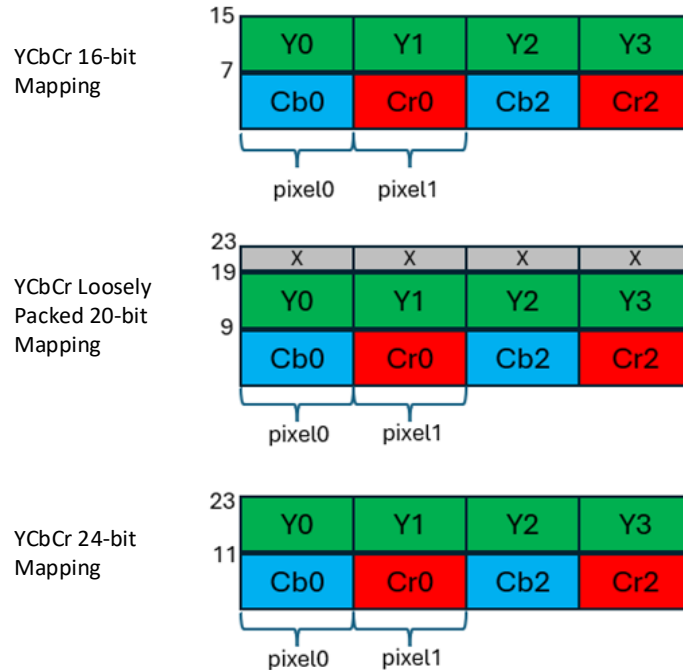 YCbCr 16-bit
Mapping
15
7
Y0 Y1 Y2 Y3
Cb0 Cr0 Cb2 Cr2
pixel0 pixel1
YCbCr Loosely
Packed 20-bit
Mapping
23
19
9
X X X X
Y0 Y1 Y2 Y3
Cb0 Cr0 Cb2 Cr2
pixel0 pixel1
YCbCr 24-bit
Mapping
23
11
Y0 Y1 Y2 Y3
Cb0 Cr0 Cb2 Cr2
pixel0 pixel1